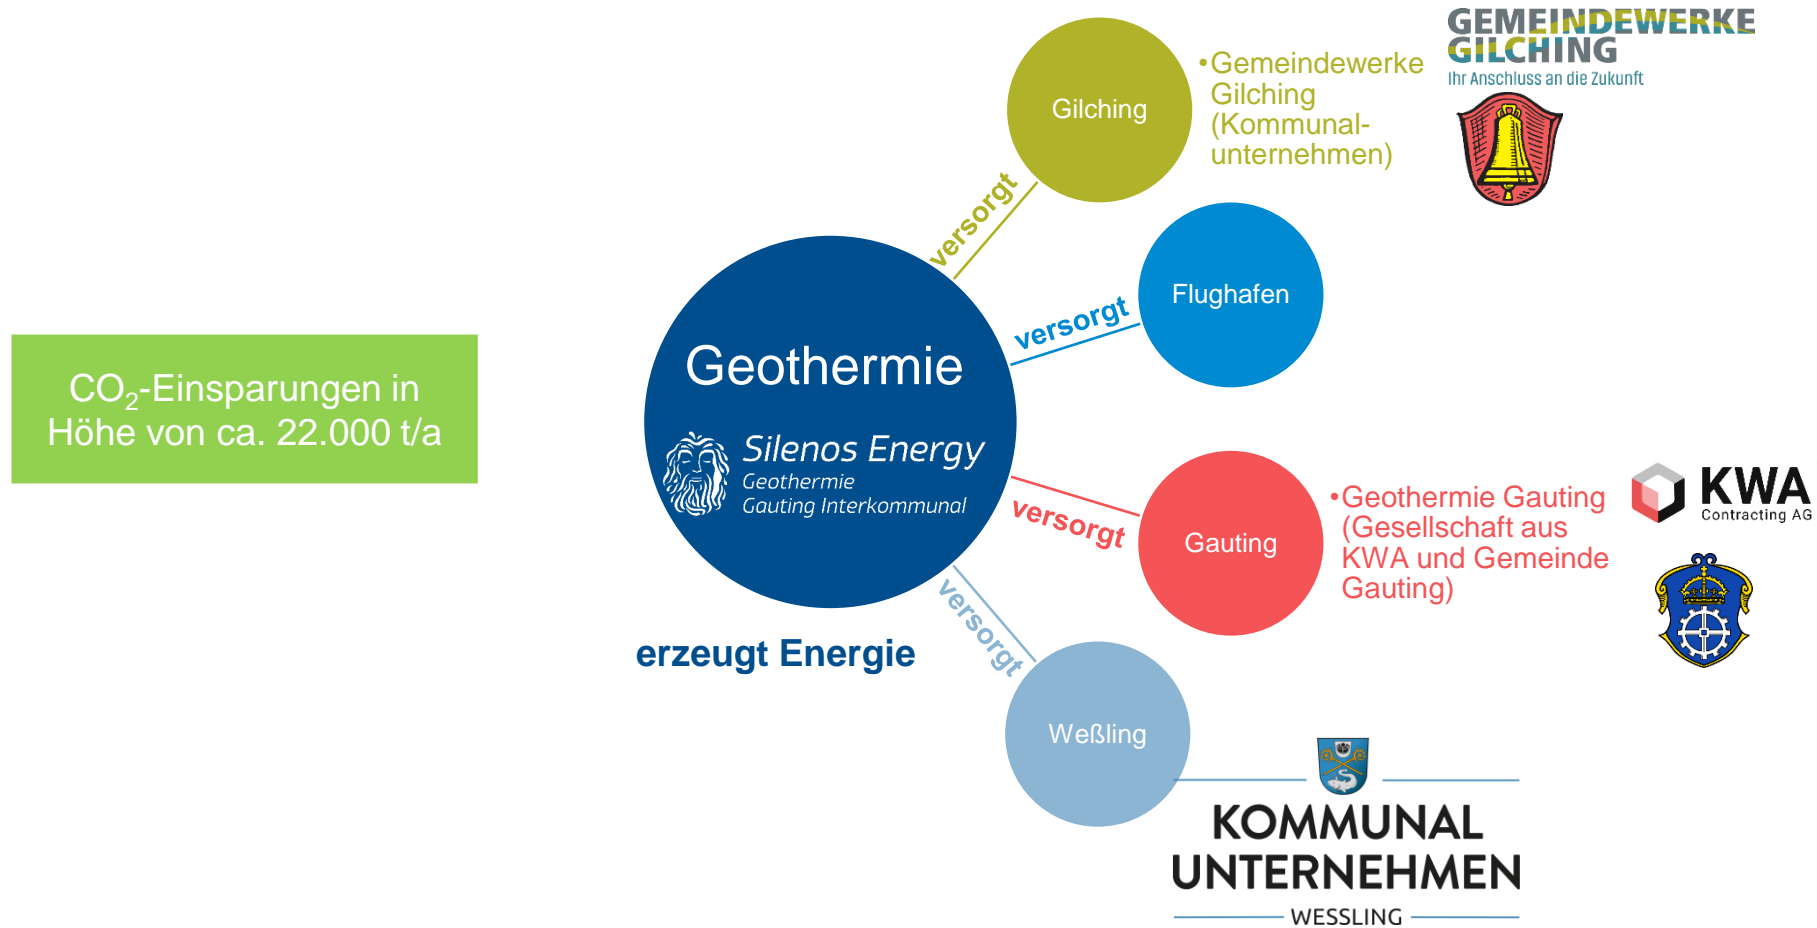 CO₂-Einsparungen in
Höhe von ca. 22.000 t/a
Geothermie
Silenos Energy
Geothermie
Gauting Interkommunal
erzeugt Energie
versorgt
Gilching
•Gemeindewerke
Gilching
(Kommunal-
unternehmen)
GEMEINDEWERKE
GILCHING
Ihr Anschluss an die Zukunft
versorgt
Flughafen
versorgt
Gauting
•Geothermie Gauting
(Gesellschaft aus
KWA und Gemeinde
Gauting)
KWA
Contracting AG
versorgt
Weßling
KOMMUNAL
UNTERNEHMEN
WESSLING